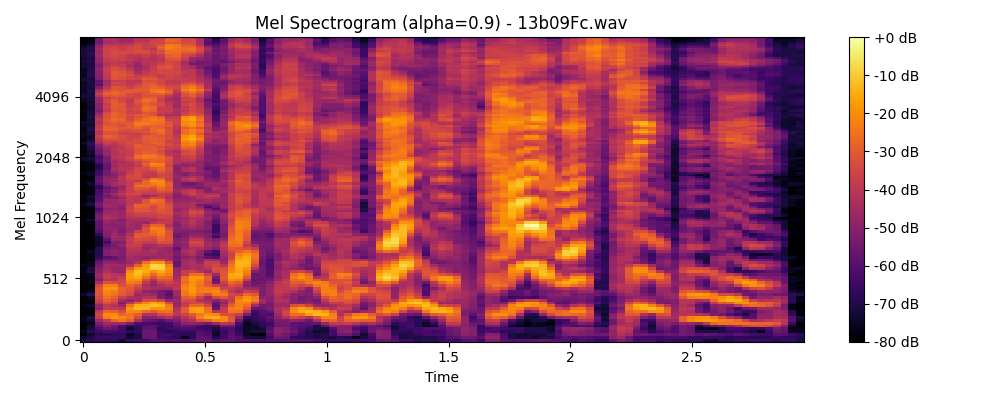 Mel Spectrogram (alpha=0.9) - 13b09Fc.wav
Mel Frequency
4096
2048
1024
512
0
0
0.5
1
1.5
2
2.5
Time
+0 dB
-10 dB
-20 dB
-30 dB
-40 dB
-50 dB
-60 dB
-70 dB
-80 dB